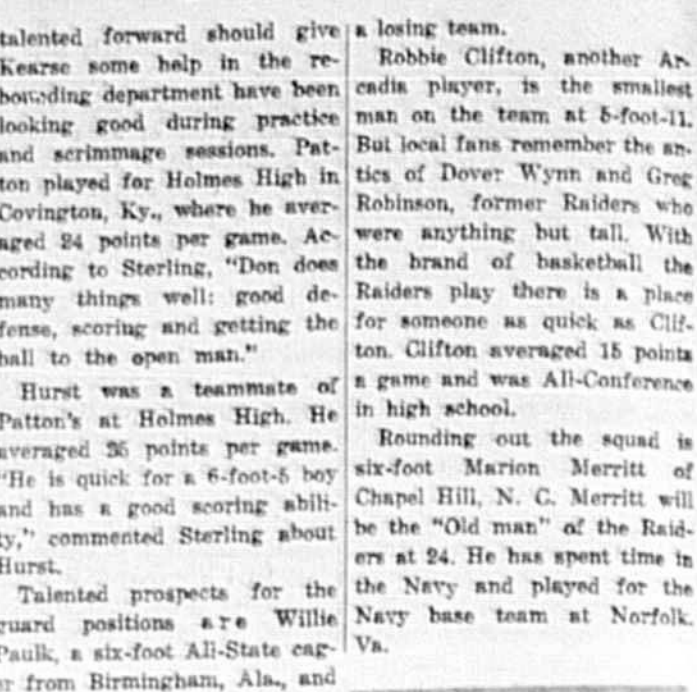 talented forward should give
Kearse some help in the re-
bounding department have been
looking good during practice
and scrimmage sessions. Pat-
ton played for Holmes High in
Covington, Ky., where he aver-
aged 24 points per game. Ac-
cording to Sterling, "Don does
many things well: good de-
fense, scoring and getting the
ball to the open man."
Hurst was a teammate of
Patton's at Holmes High. He
averaged points per game.
"He is quick for a 6-foot-5 boy
and has a good scoring abili-
ty," commented Sterling about
Hurst.
Talented prospects for the
guard positions are Willie
Paulk, a six-foot All-State cag-
er from Birmingham, Ala., and
a losing team.
Robbie Clifton, another Ar-
cadia player, is the smallest
man on the team at 5-foot-11.
But local fans remember the an-
tics of Dover Wynn and Greg
Robinson, former Raiders who
were anything but tall. With
the brand of basketball the
Raiders play there is a place
for someone as quick as Clif-
ton. Clifton averaged 15 points
a game and was All-Conference
in high school.
Rounding out the squad is
six-foot Marion Merritt of
Chapel Hill, N. C. Merritt will
be the "Old man" of the Raid-
ers at 24. He has spent time in
the Navy and played for the
Navy base team at Norfolk,
Va.